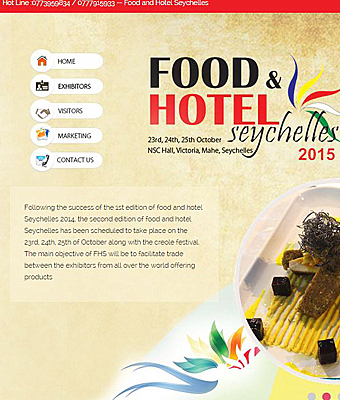 Hot Line :0773959834 / 0777915933 -- Food and Hotel Seychelles
HOME
EXHIBITORS
VISITORS
MARKETING
CONTACT US
FOOD &
HOTEL
seychelles
23rd, 24th, 25th October
NSC Hall, Victoria, Mahe, Seychelles
2015
Following the success of the 1st edition of food and hotel
Seychelles 2014, the second edition of food and hotel
Seychelles has been scheduled to take place on the
23rd, 24th, 25th of October along with the creole festival.
The main objective of FHS will be to facilitate trade
between the exhibitors from all over the world offering
products